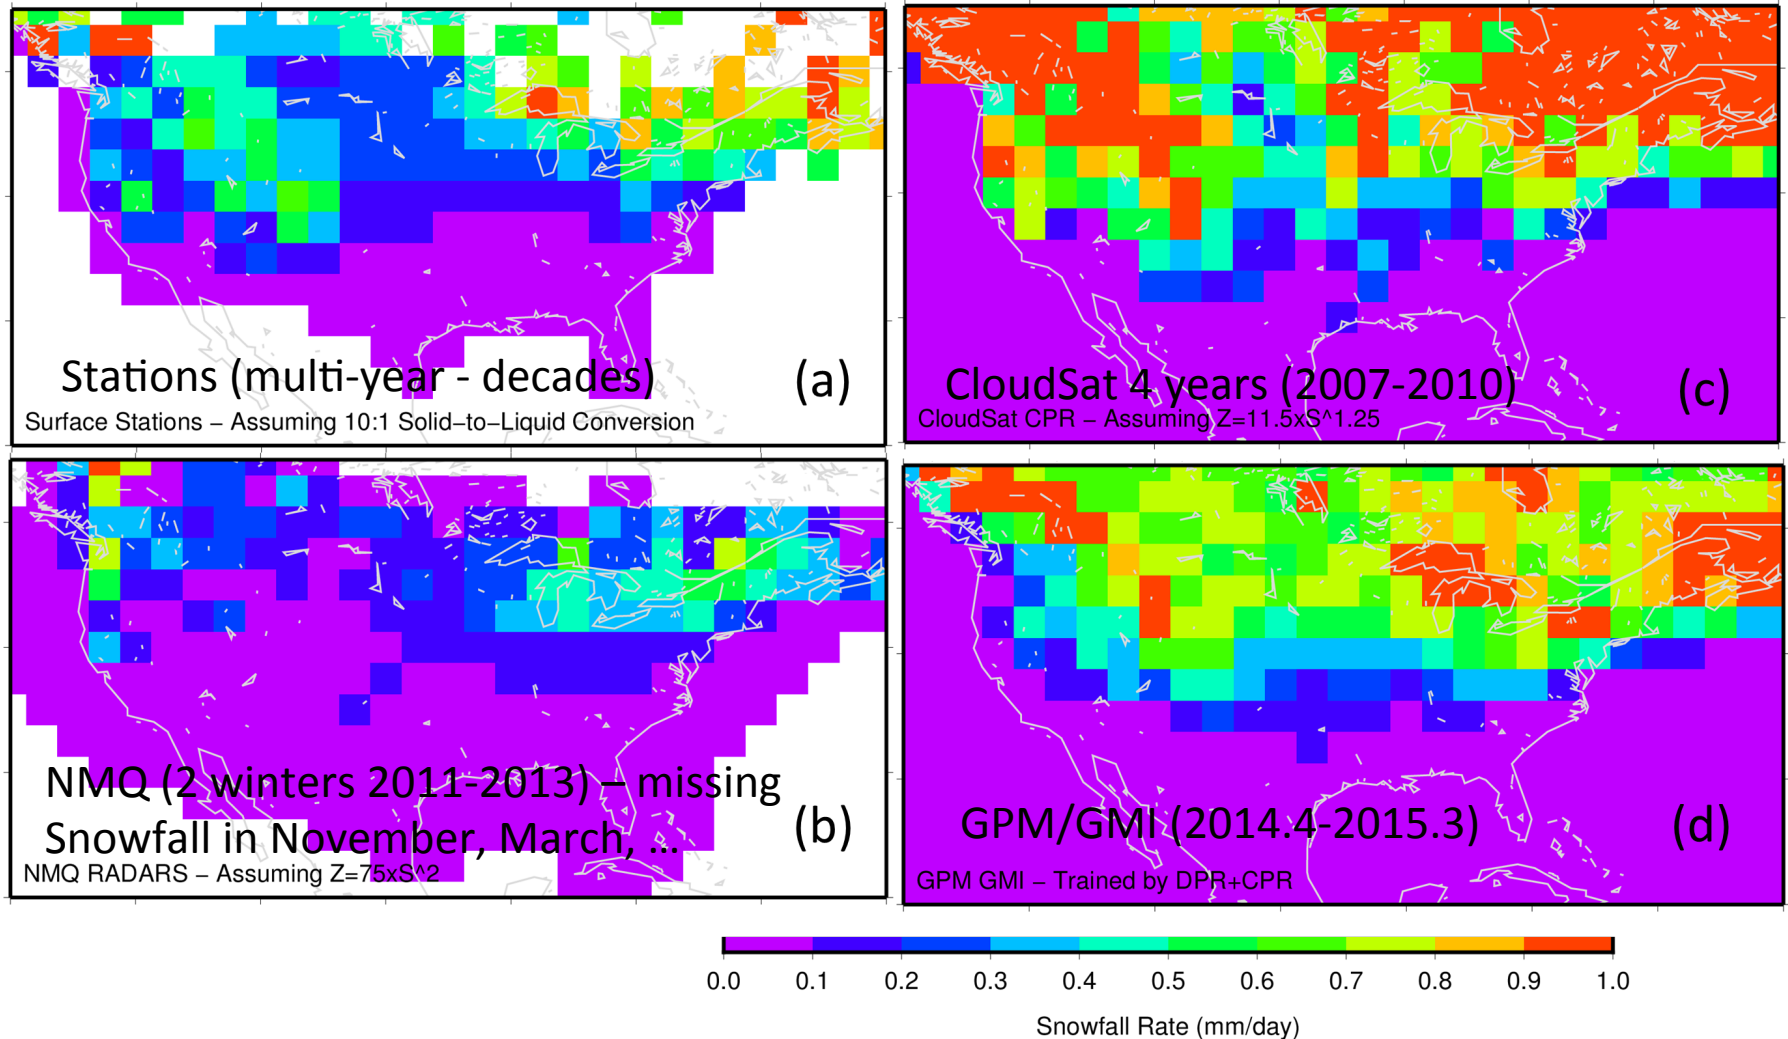 Stations (multi-year - decades)
(a)
Surface Stations – Assuming 10:1 Solid-to-Liquid Conversion
CloudSat 4 years (2007-2010)
(c)
CloudSat CPR – Assuming Z=11.5xS^1.25
NMQ (2 winters 2011-2013) – missing
Snowfall in November, March, ...
(b)
NMQ RADARS – Assuming Z=75xS^2
GPM/GMI (2014.4-2015.3)
(d)
GPM GMI – Trained by DPR+CPR
0.0 0.1 0.2 0.3 0.4 0.5 0.6 0.7 0.8 0.9 1.0
Snowfall Rate (mm/day)